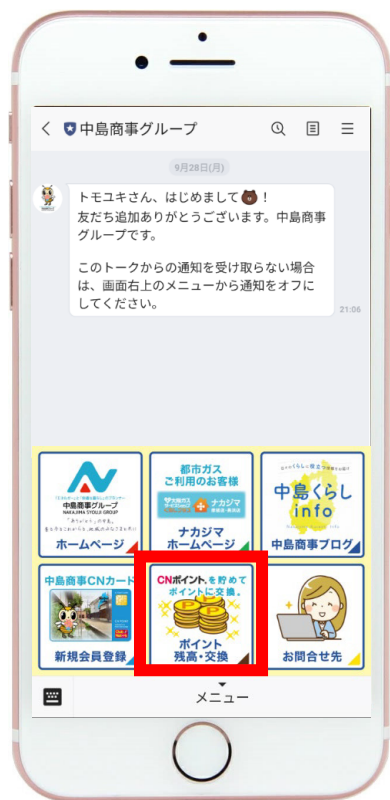 中島商事グループ
9月28日(月)
トモユキさん、はじめまして！
友だち追加ありがとうございます。中島商事
グループです。
このトークからの通知を受け取らない場合
は、画面右上のメニューから通知をオフに
してください。
21:06
中島商事グループ
NAKAJIMA SYOUJI GROUP
ホームページ
都市ガス
ご利用のお客様
ナカジマ
ナカジマ
ホームページ
中島くらし
info
中島商事ブログ
中島商事CNカード
新規会員登録
CNポイントを貯めて
ポイントに交換。
ポイント
残高・交換
お問合せ先
メニュー